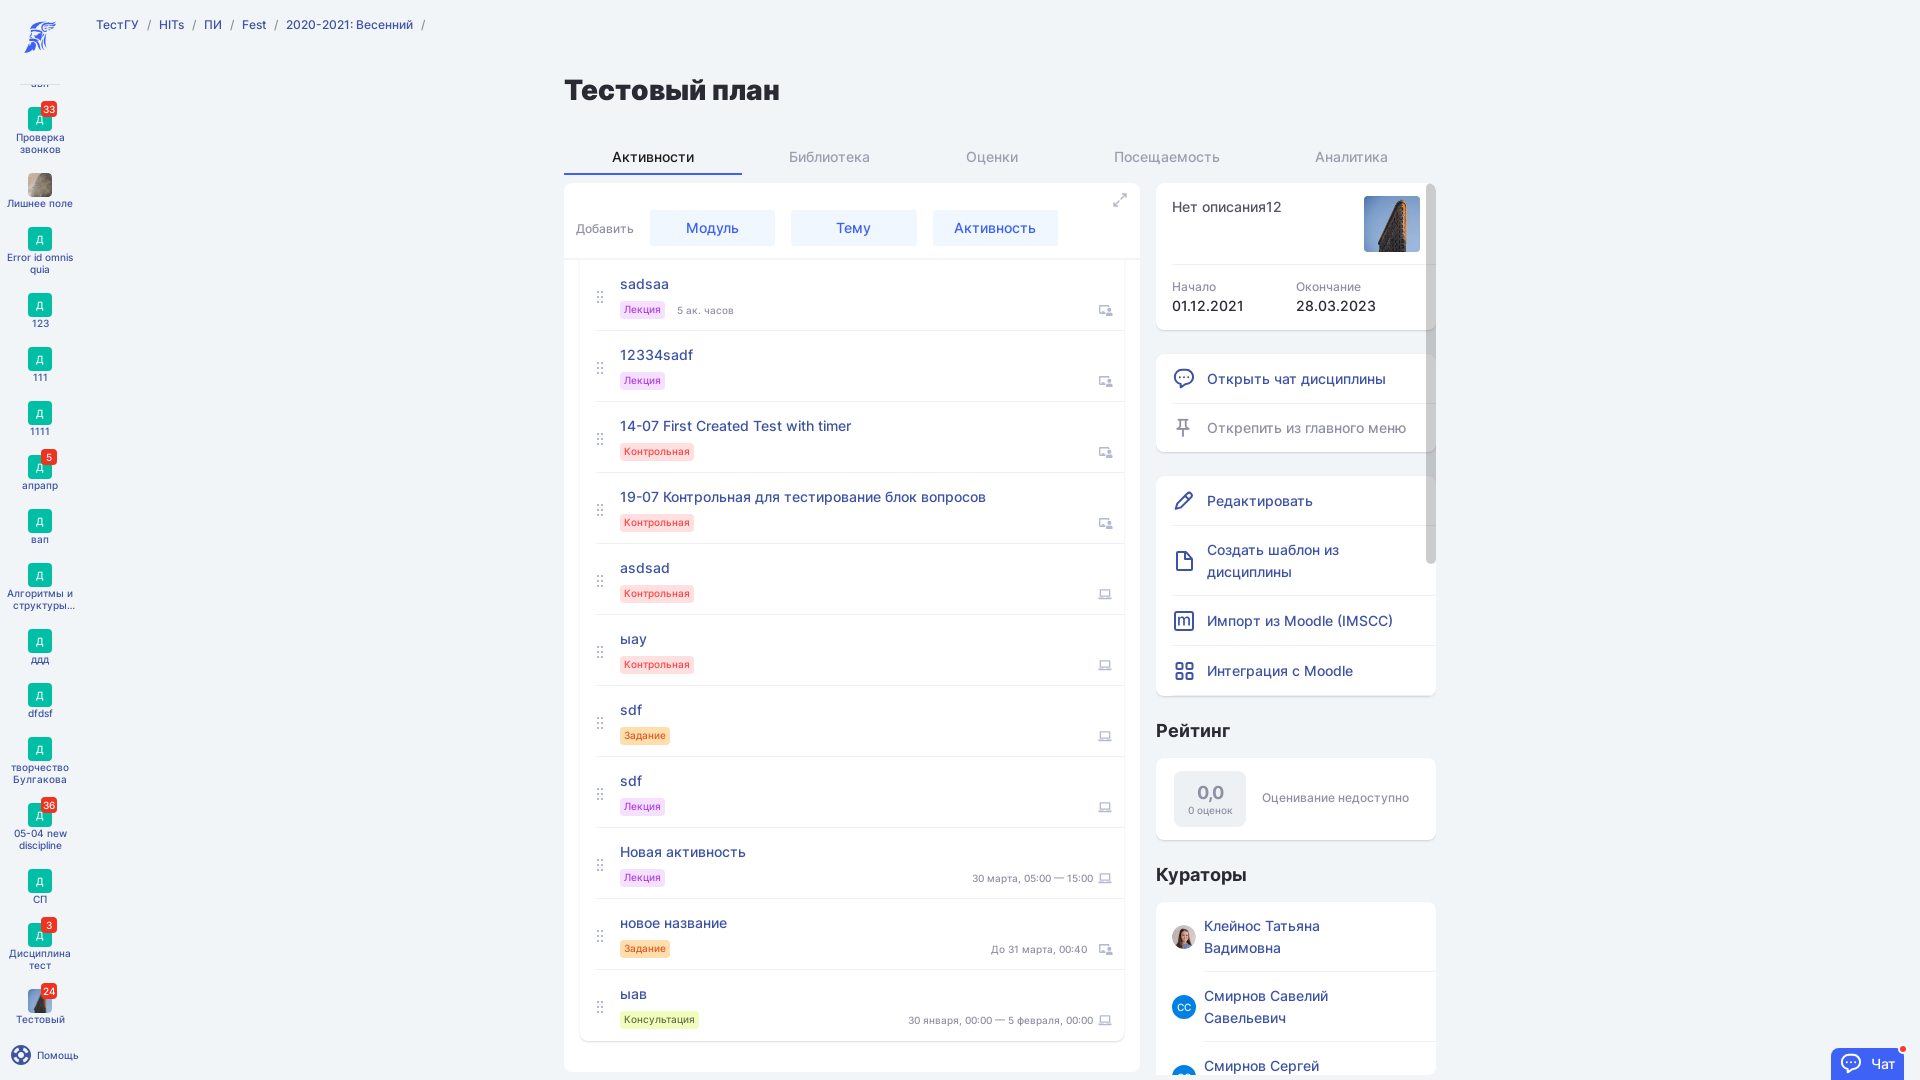 ТестГУ / HITs / ПИ / Fest / 2020-2021: Весенний /
33
Д
Проверка
звонков
Лишнее поле
Д
Error id omnis
quia
Д
123
Д
111
Д
1111
5
Д
апрапр
Д
вап
Д
Алгоритмы и
структуры...
Д
ддд
Д
dfdsf
Д
творчество
Булгакова
36
Д
05-04 new
discipline
Д
СП
3
Д
Дисциплина
тест
24
Тестовый
Помощь
Тестовый план
Активности Библиотека Оценки Посещаемость Аналитика
Добавить Модуль Тему Активность
sadsaa
Лекция 5 ак. часов
12334sadf
Лекция
14-07 First Created Test with timer
Контрольная
19-07 Контрольная для тестирование блок вопросов
Контрольная
asdsad
Контрольная
ыау
Контрольная
sdf
Задание
sdf
Лекция
Новая активность
Лекция 30 марта, 05:00 — 15:00
новое название
Задание До 31 марта, 00:40
ыав
Консультация 30 января, 00:00 — 5 февраля, 00:00
Нет описания12
Начало Окончание
01.12.2021 28.03.2023
Открыть чат дисциплины
Открепить из главного меню
Редактировать
Создать шаблон из
дисциплины
Импорт из Moodle (IMSCC)
Интеграция с Moodle
Рейтинг
0,0
0 оценок
Оценивание недоступно
Кураторы
Клейнос Татьяна
Вадимовна
СС
Смирнов Савелий
Савельевич
Смирнов Сергей
Чат